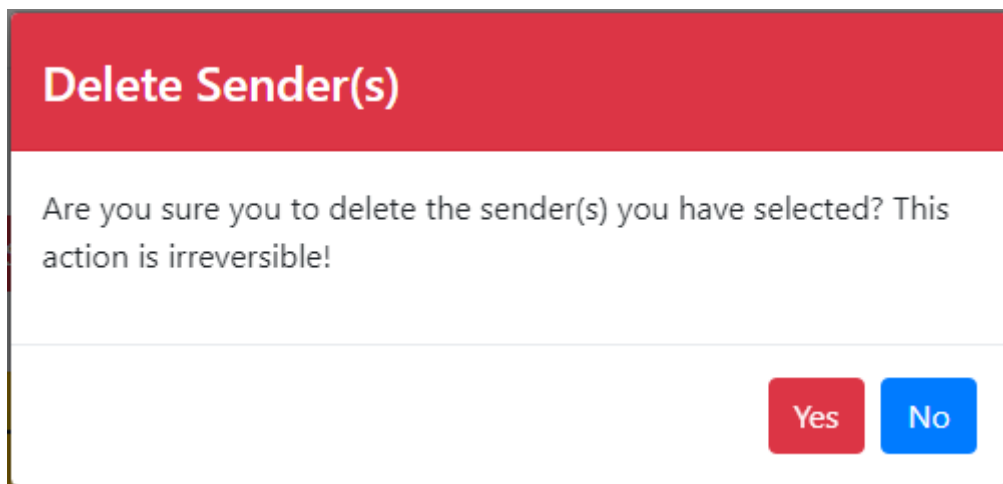 Delete Sender(s)
Are you sure you to delete the sender(s) you have selected? This
action is irreversible!
Yes No